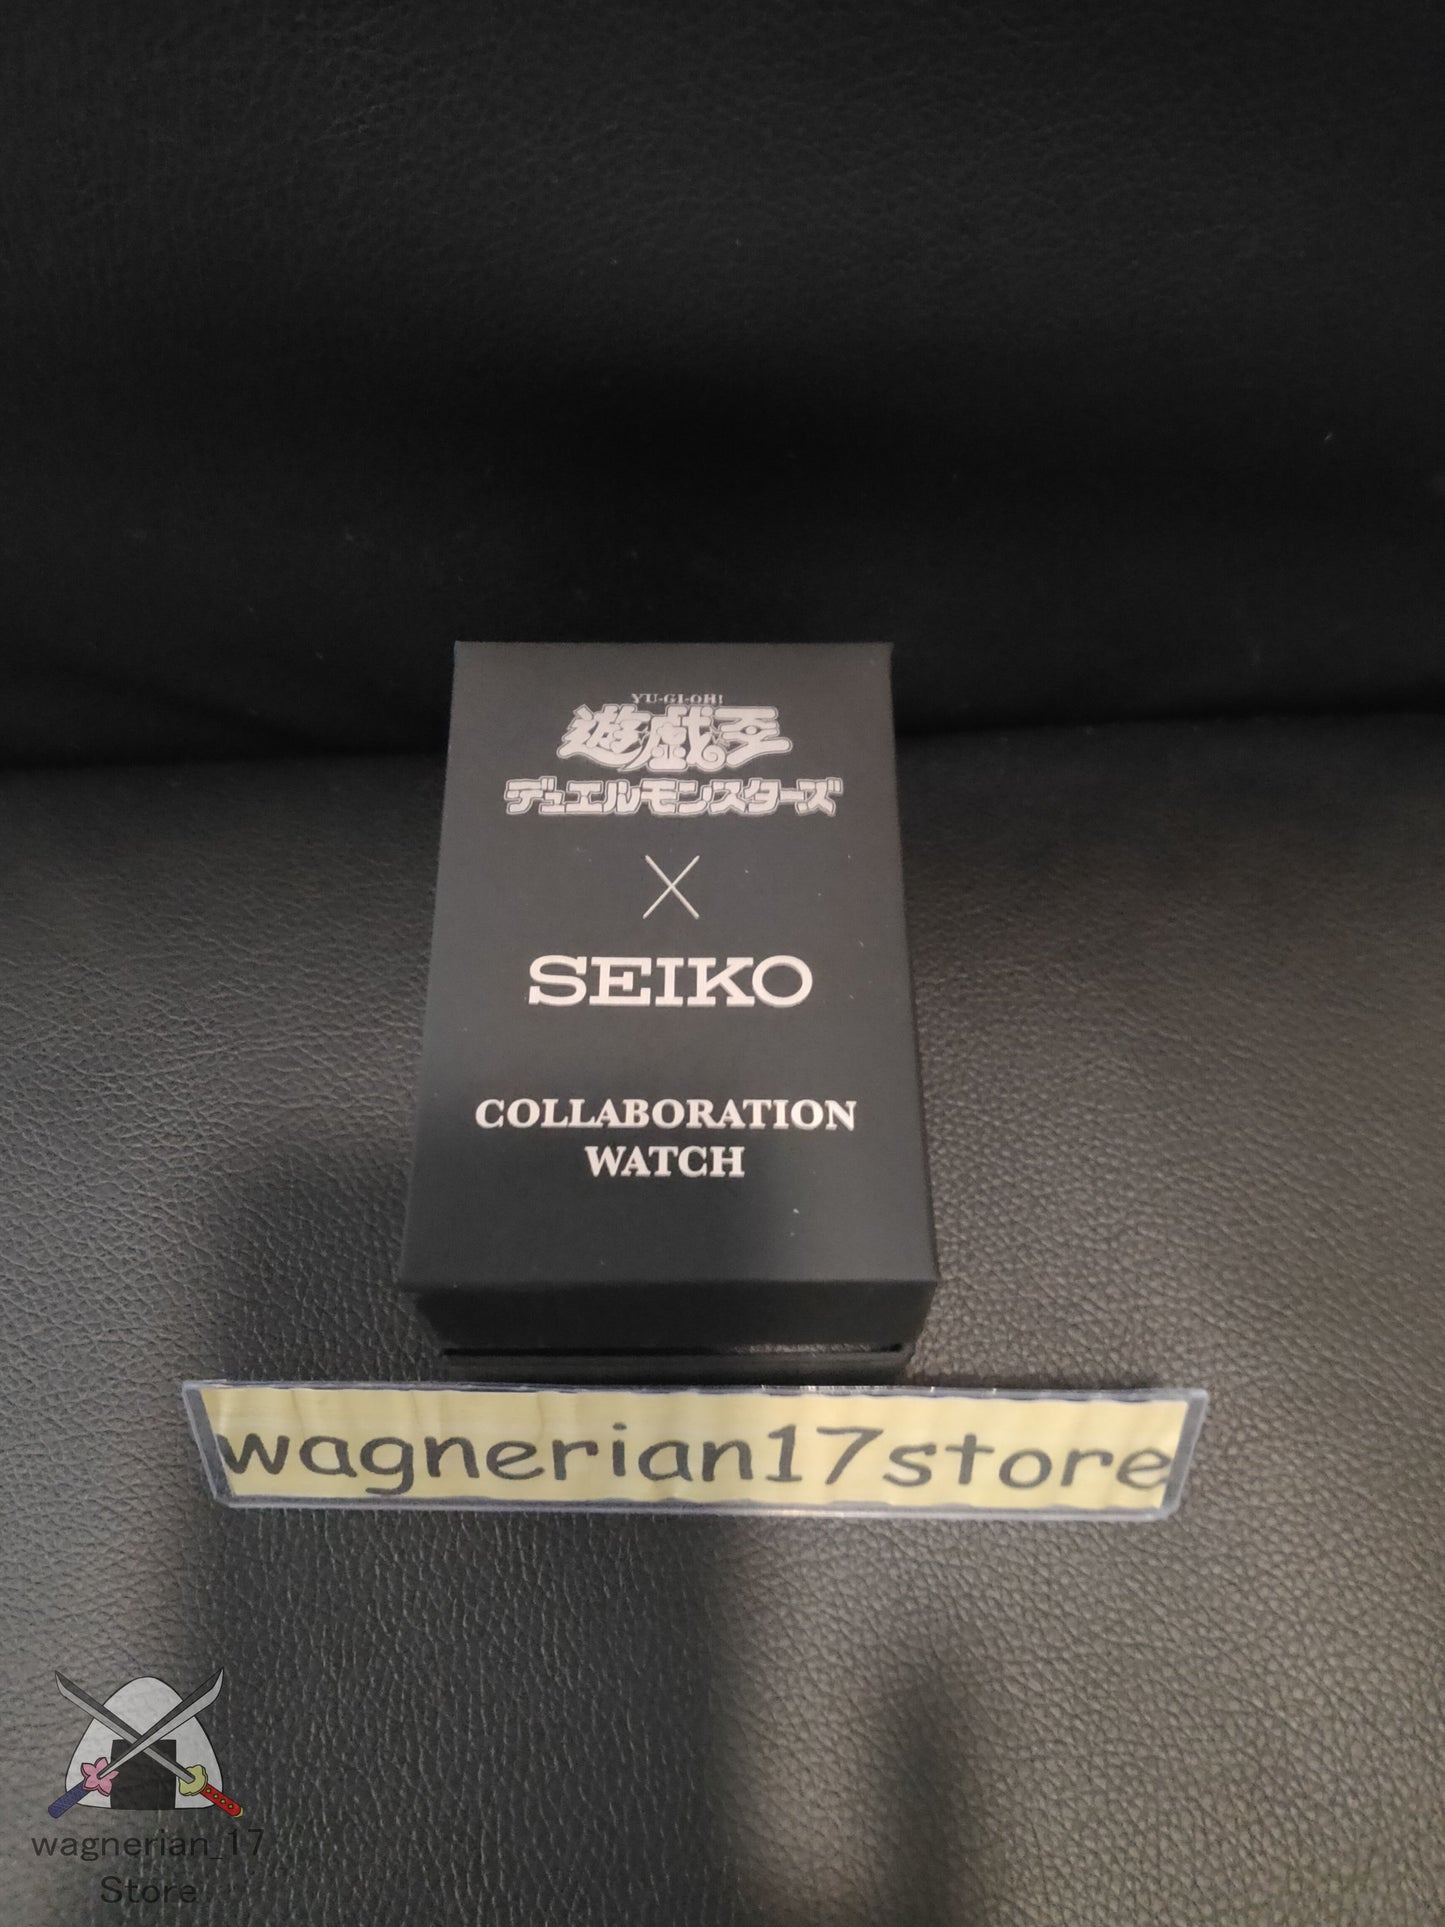 YU-GI-OH!
遊戯王
デュエルモンスターズ
×
SEIKO
COLLABORATION
WATCH
wagnerian17store
wagnerian_17
Store